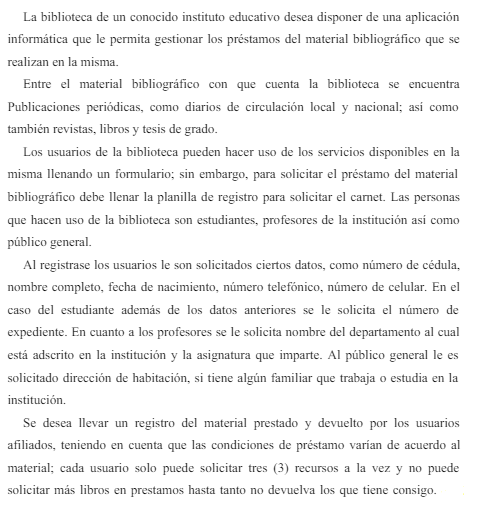 La biblioteca de un conocido instituto educativo desea disponer de una aplicación
informática que le permita gestionar los préstamos del material bibliográfico que se
realizan en la misma.
Entre el material bibliográfico con que cuenta la biblioteca se encuentra
Publicaciones periódicas, como diarios de circulación local y nacional; así como
también revistas, libros y tesis de grado.
Los usuarios de la biblioteca pueden hacer uso de los servicios disponibles en la
misma llenando un formulario; sin embargo, para solicitar el préstamo del material
bibliográfico debe llenar la planilla de registro para solicitar el carnet. Las personas
que hacen uso de la biblioteca son estudiantes, profesores de la institución así como
público general.
Al registrase los usuarios le son solicitados ciertos datos, como número de cédula,
nombre completo, fecha de nacimiento, número telefónico, número de celular. En el
caso del estudiante además de los datos anteriores se le solicita el número de
expediente. En cuanto a los profesores se le solicita nombre del departamento al cual
está adscrito en la institución y la asignatura que imparte. Al público general le es
solicitado dirección de habitación, si tiene algún familiar que trabaja o estudia en la
institución.
Se desea llevar un registro del material prestado y devuelto por los usuarios
afiliados, teniendo en cuenta que las condiciones de préstamo varían de acuerdo al
material; cada usuario solo puede solicitar tres (3) recursos a la vez y no puede
solicitar más libros en prestamos hasta tanto no devuelva los que tiene consigo.